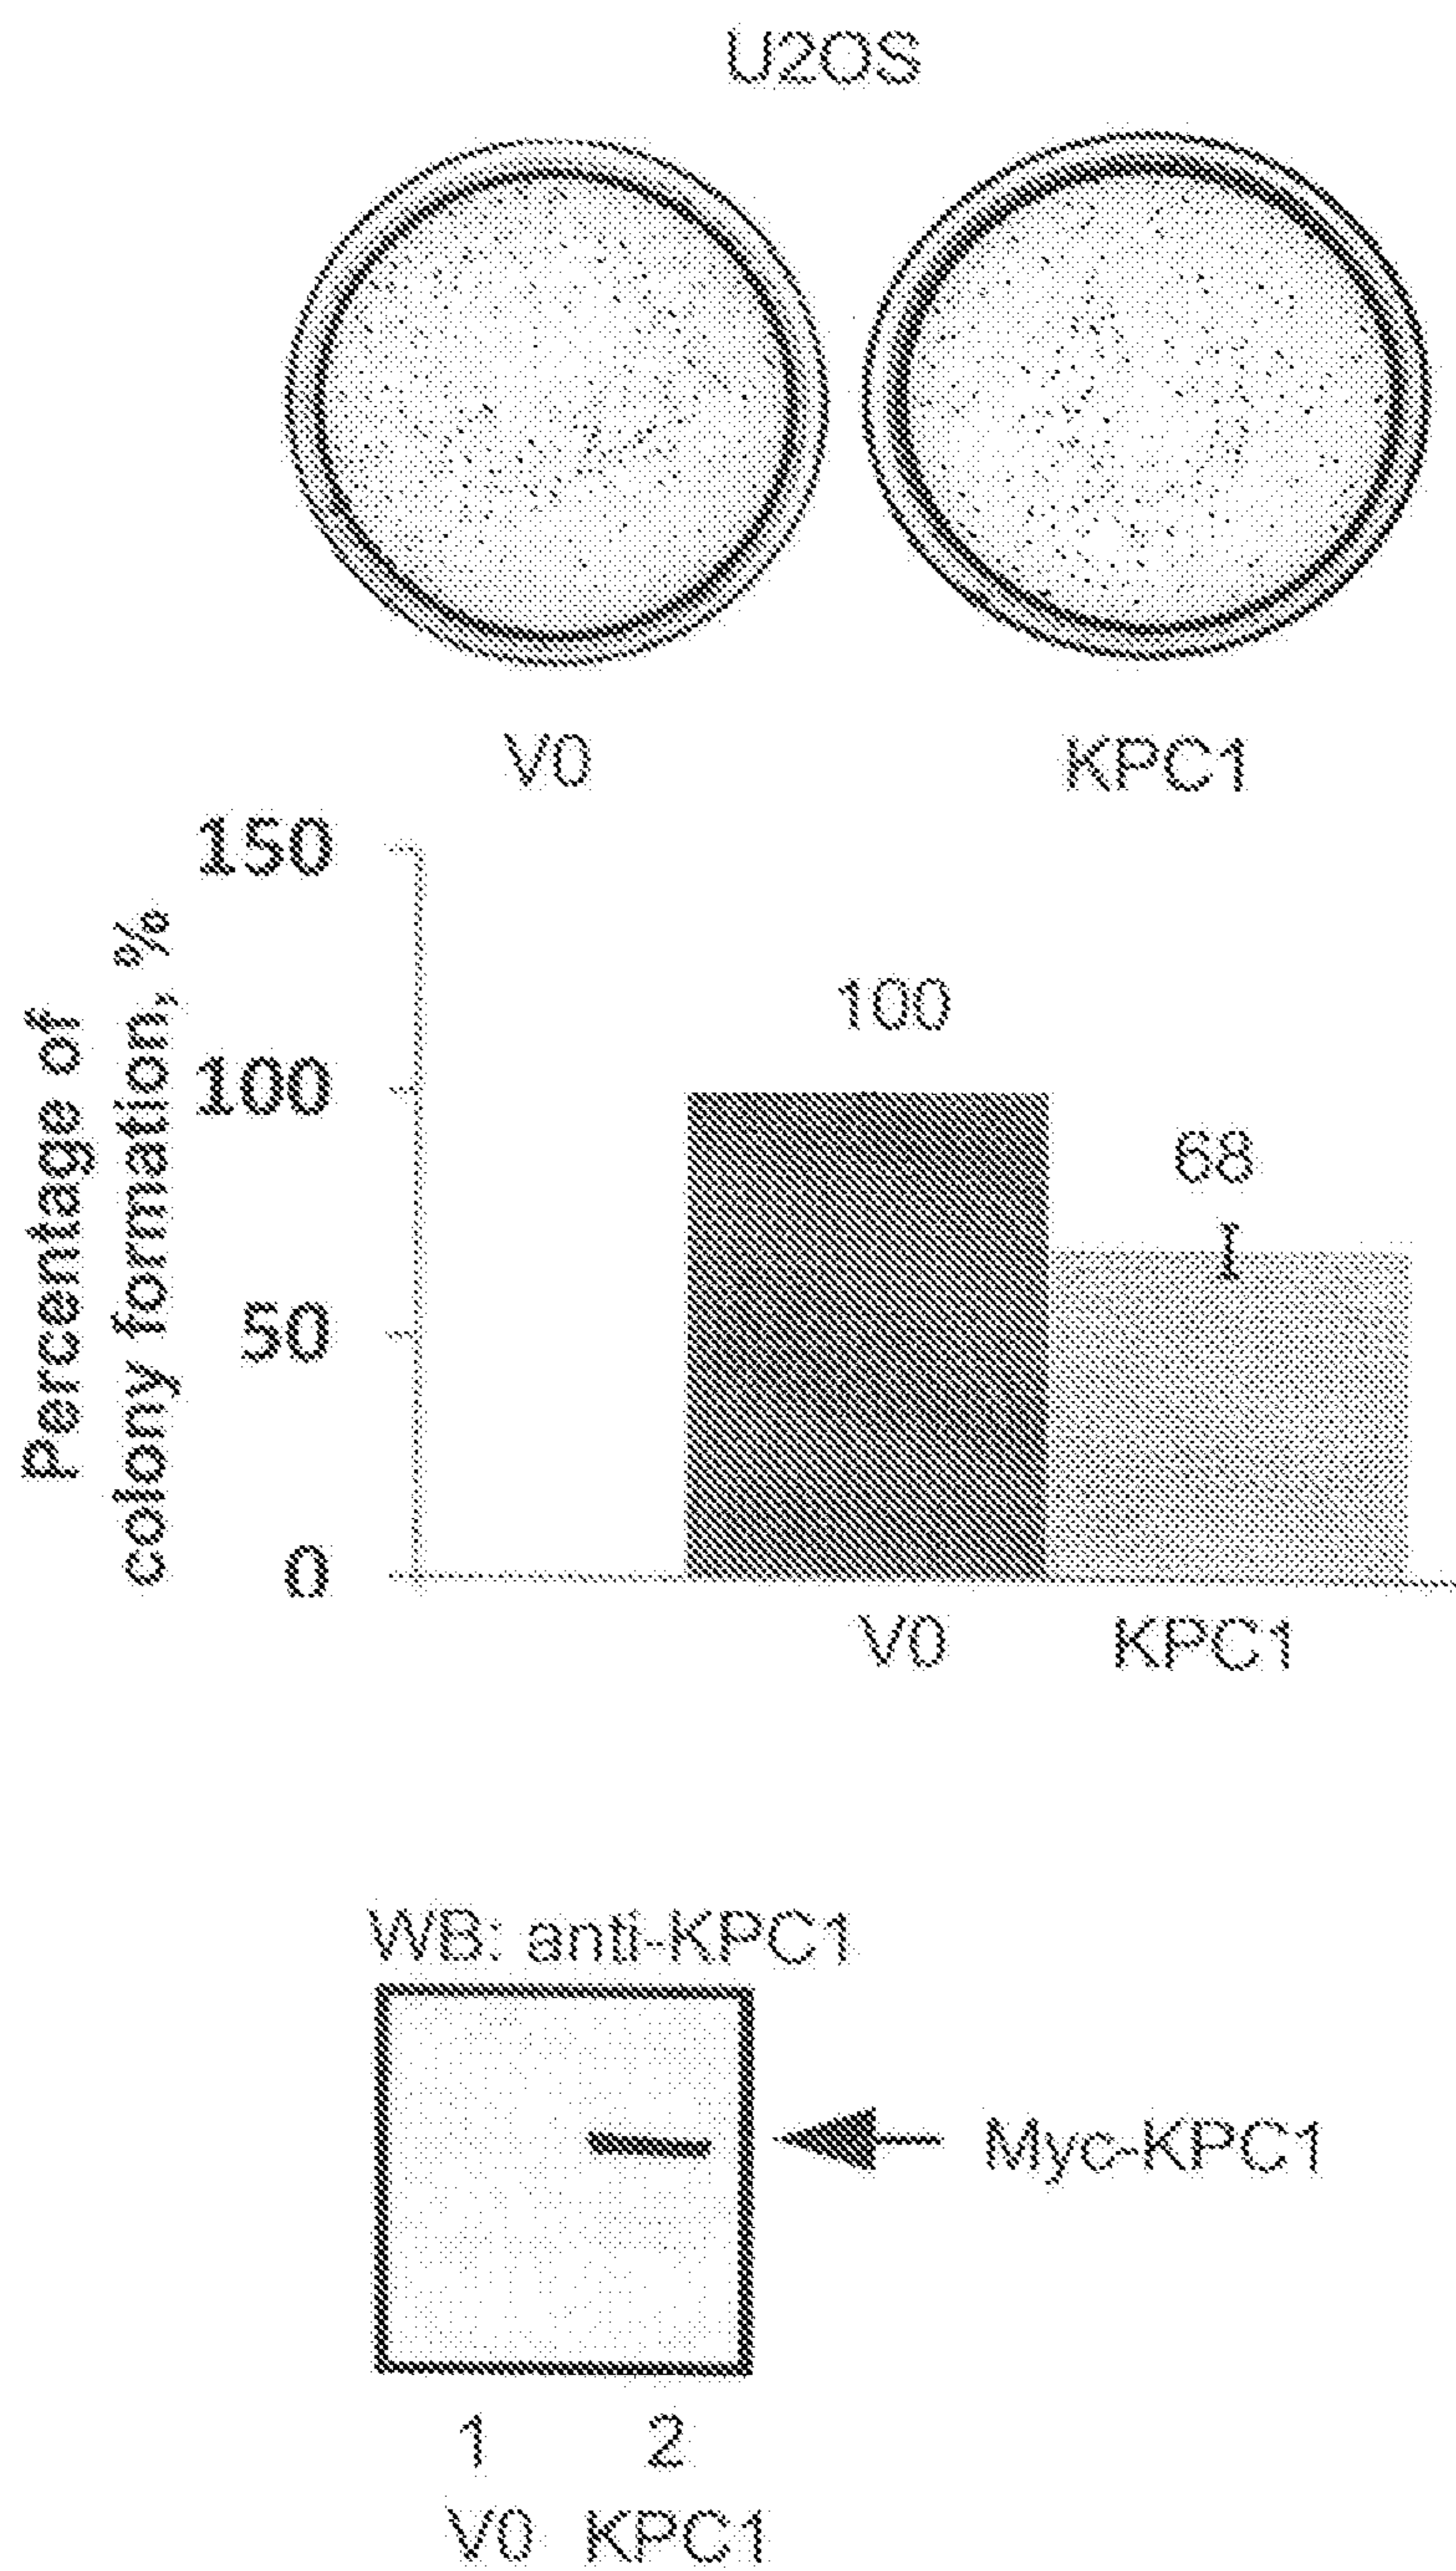 U2OS
V0 KPC1
Percentage of
colony formation, %
150
100
50
0
100
68
V0 KPC1
WB: anti-KPC1
Myc-KPC1
1 2
V0 KPC1